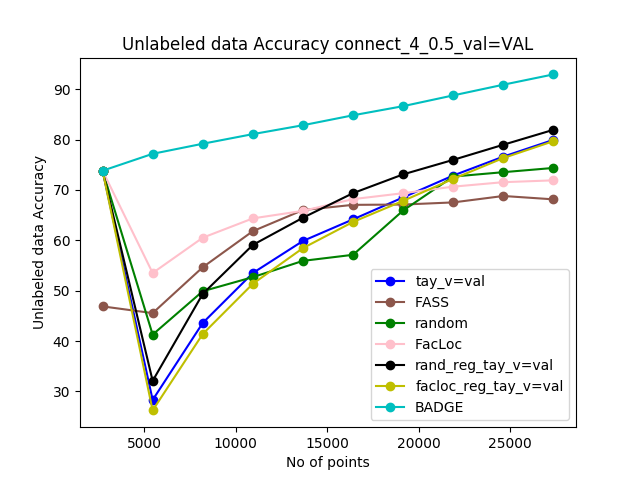 Unlabeled data Accuracy connect_4_0.5_val=VAL
Unlabeled data Accuracy
90
80
70
60
50
40
30
5000 10000 15000 20000 25000
No of points
tay_v=val
FASS
random
FacLoc
rand_reg_tay_v=val
facloc_reg_tay_v=val
BADGE